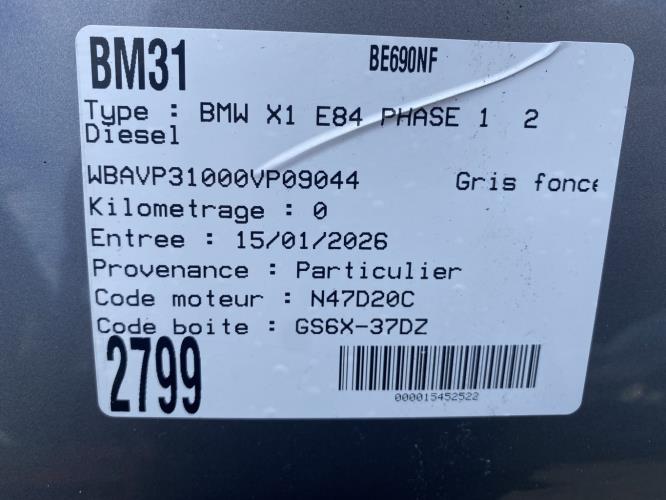 BM31 BE690NF
Type : BMW X1 E84 PHASE 1 2
Diesel
WBAVP31000VP09044 Gris fonce
Kilometrage : 0
Entree : 15/01/2026
Provenance : Particulier
Code moteur : N47D20C
Code boite : GS6X-37DZ
2799
000015452522